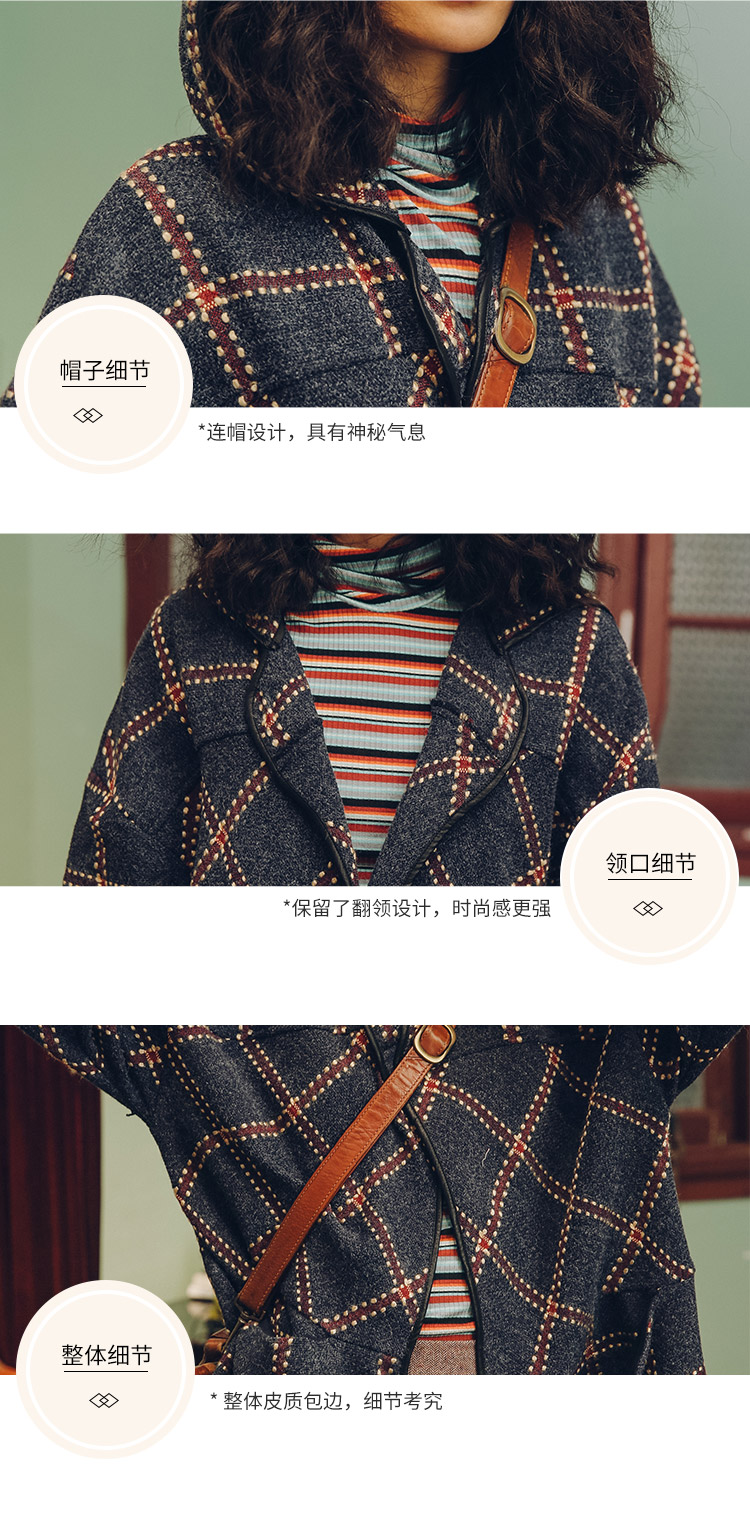 帽子细节
*连帽设计，具有神秘气息
领口细节
*保留了翻领设计，时尚感更强
整体细节
* 整体皮质包边，细节考究